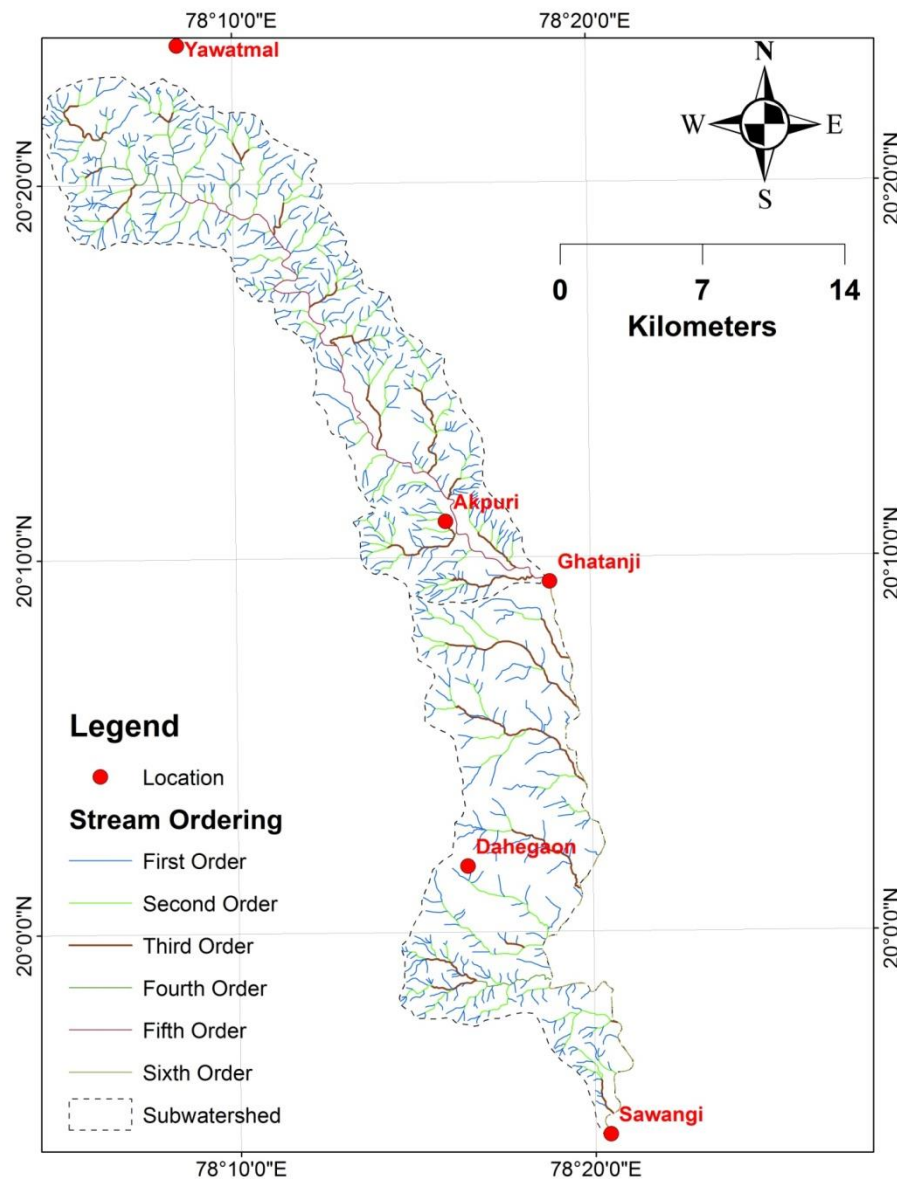 78°10'0"E
78°20'0"E
Yawatmal
N
W
E
S
20°20'0"N
20°20'0"N
0
7
14
Kilometers
Akpuri
Ghatanji
20°10'0"N
20°10'0"N
Legend
Location
Stream Ordering
First Order
Second Order
Third Order
Fourth Order
Fifth Order
Sixth Order
Subwatershed
Dahegaon
20°0'0"N
20°0'0"N
Sawangi
78°10'0"E
78°20'0"E